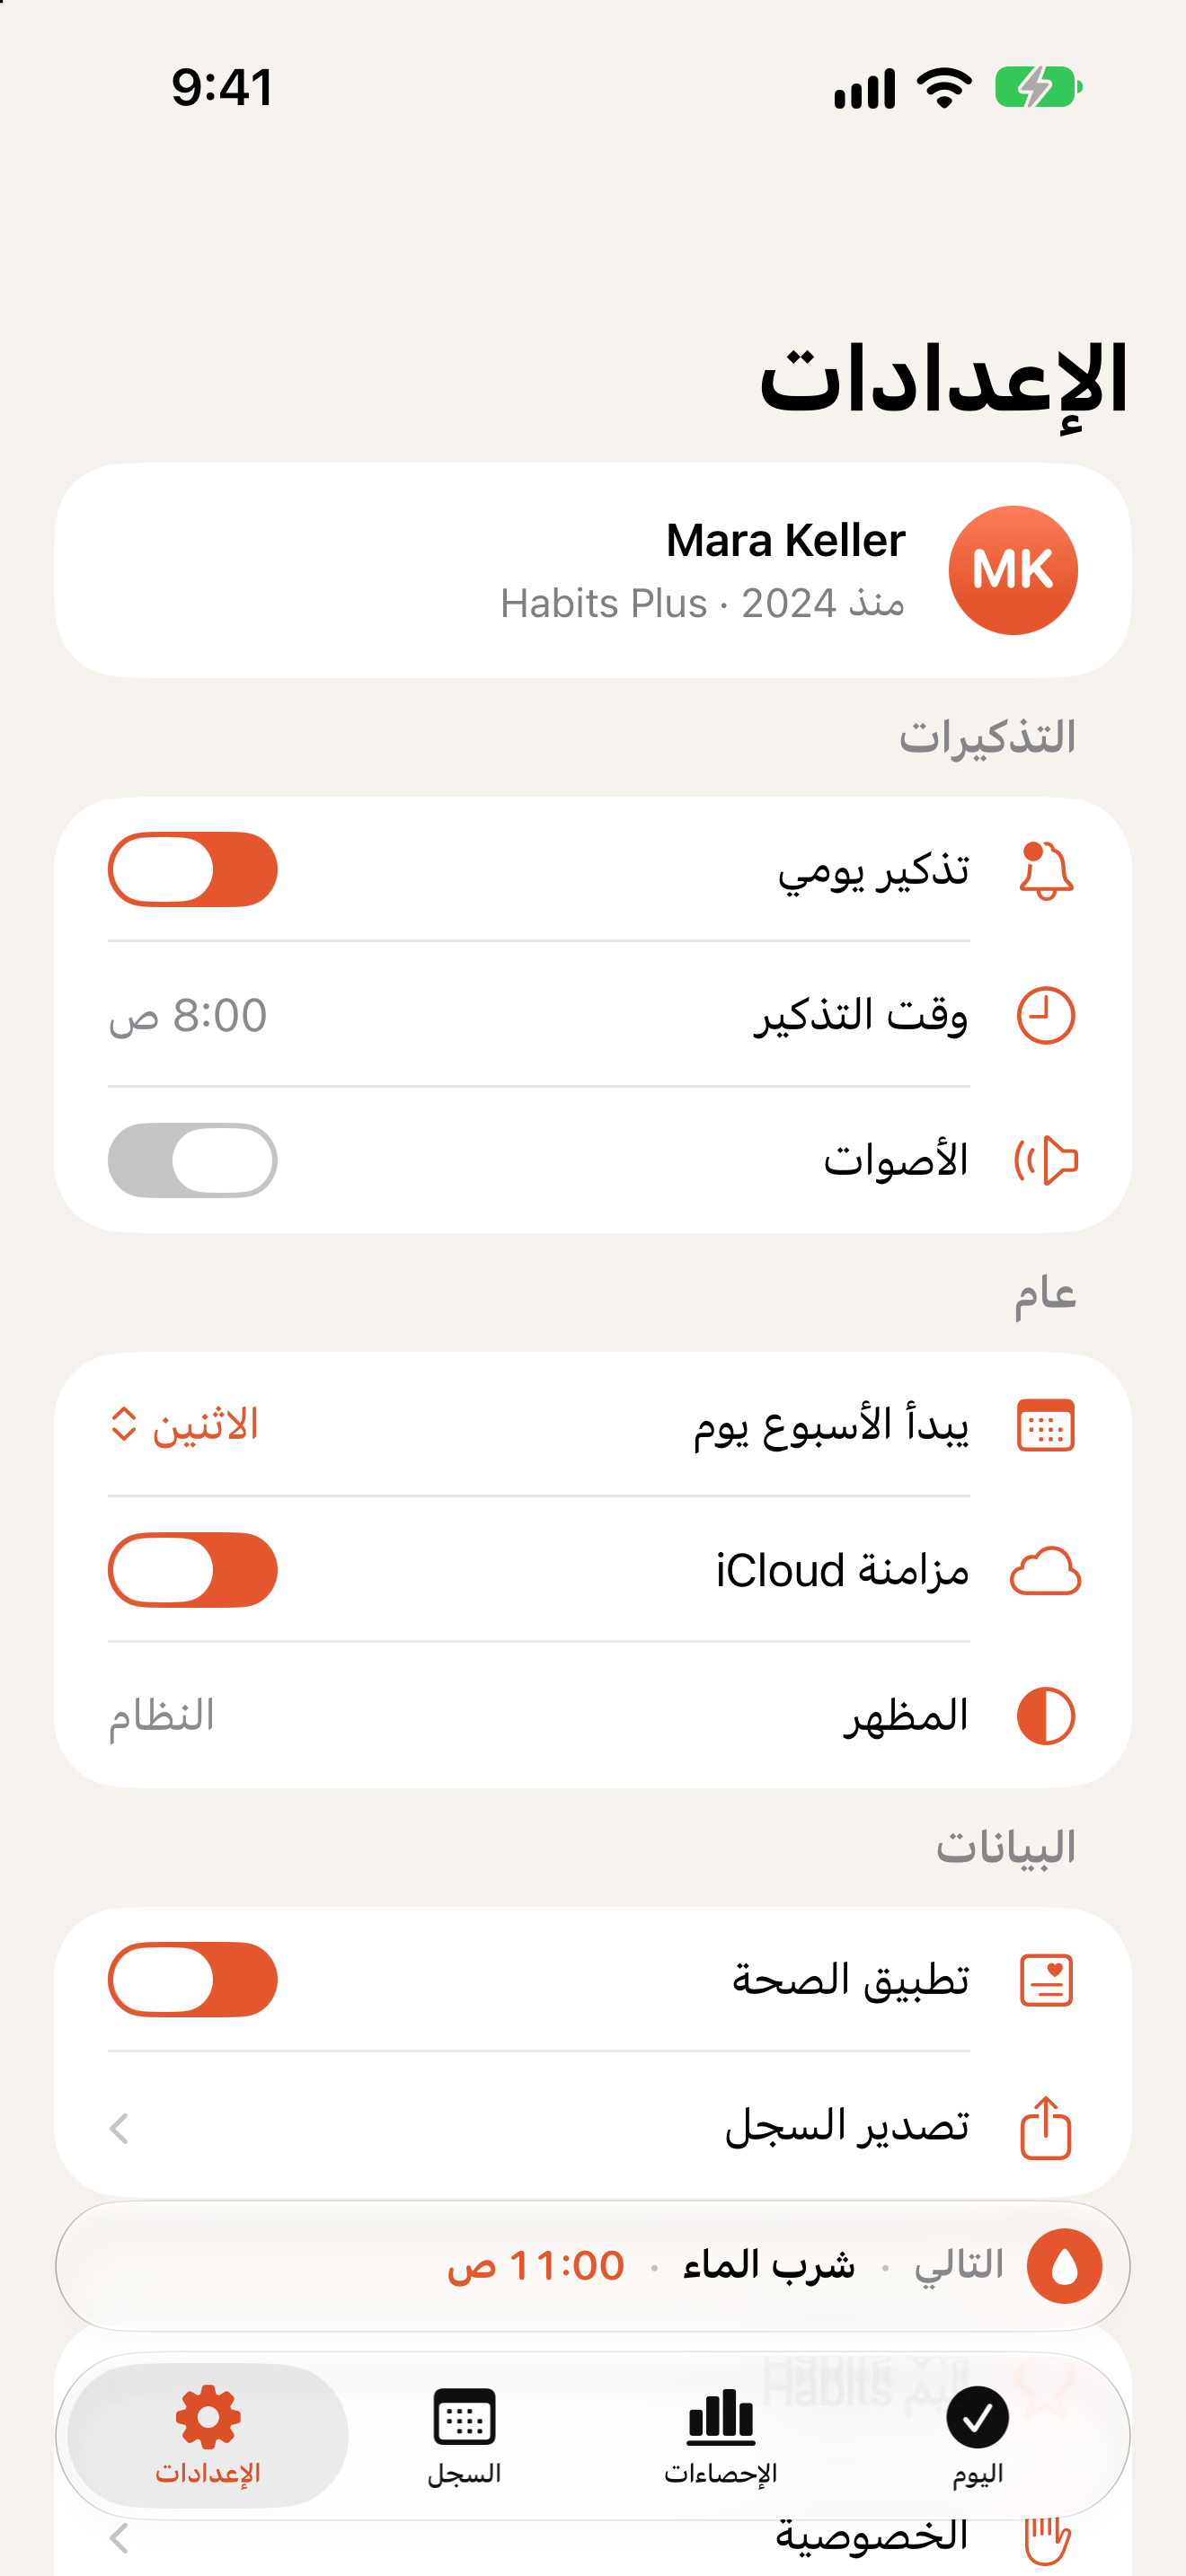 9:41
الإعدادات
MK
Mara Keller
منذ 2024 · Habits Plus
التذكيرات
تذكير يومي
وقت التذكير 8:00 ص
الأصوات
عام
يبدأ الأسبوع يوم الاثنين
مزامنة iCloud
المظهر النظام
البيانات
تطبيق الصحة
تصدير السجل
التالي · شرب الماء · 11:00 ص
Habits
اليوم الإحصاءات السجل الإعدادات
الخصوصية